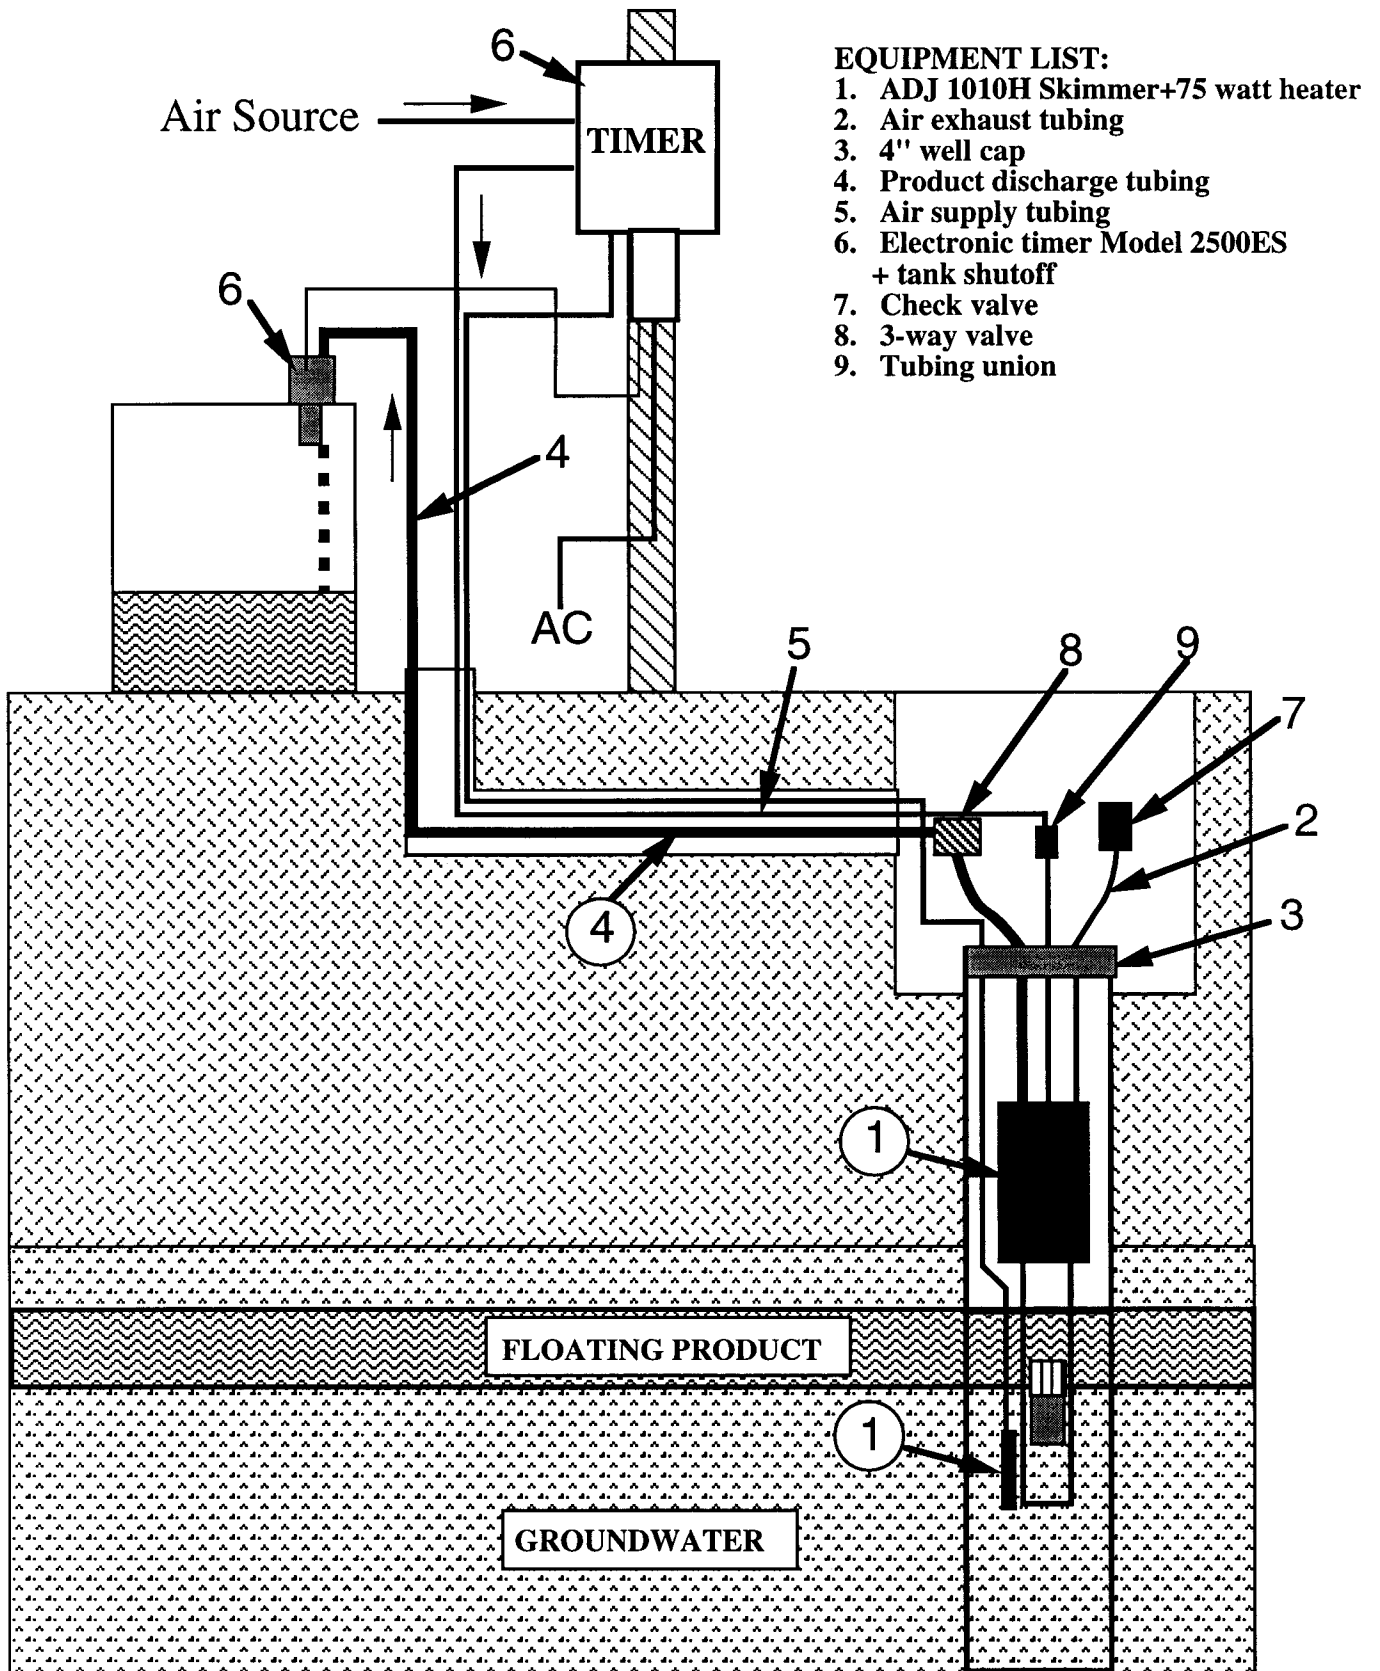 EQUIPMENT LIST:
1. ADJ 1010H Skimmer+75 watt heater
2. Air exhaust tubing
3. 4" well cap
4. Product discharge tubing
5. Air supply tubing
6. Electronic timer Model 2500ES
+ tank shutoff
7. Check valve
8. 3-way valve
9. Tubing union
6
Air Source
TIMER
6
4
AC
5
8
9
7
2
3
4
1
FLOATING PRODUCT
1
GROUNDWATER